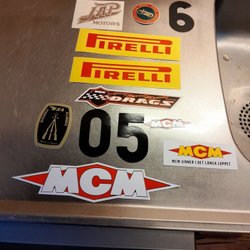 JAP
MOTORS
6
PIRELLI
PIRELLI
DRAGS
05
MCM
MCM
MCM VINNER I DET LÅNGA LOPPET
MCM